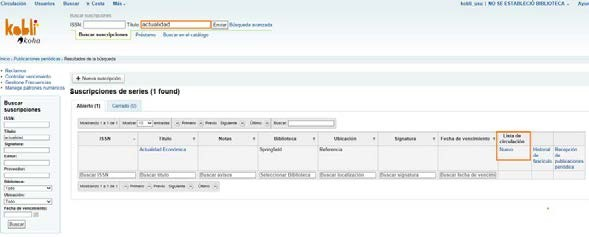 Circulación Usuarios Buscar Cesta Más
kobli_usu | NO SE ESTABLECIÓ BIBLIOTECA Ayuda
kobli
koha
Buscar suscripciones
ISSN: Título: actualidad Enviar Búsqueda avanzada
Buscar suscripciones Préstamo Buscar en el catálogo
Inicio › Publicaciones periódicas › Resultados de la búsqueda
Reclamos
Controlar vencimiento
Gestionar Frecuencias
Manage patrones numéricos
+ Nueva suscripción
Suscripciones de series (1 found)
Abierto (1) Cerrado (0)
Mostrando 1 a 1 de 1 Mostrar entradas Primero Previo Siguiente Último Buscar:
ISSN Título Notas Biblioteca Ubicación Signatura Fecha de vencimiento Lista de circulación
Actualidad Económica Springfield Referencia Nuevo Historial de fascículo Recepción de publicaciones periódica
Buscar ISSN Buscar título Buscar avisos Seleccionar Biblioteca Buscar localización Buscar signatura Buscar fecha de vencimie
Mostrando 1 a 1 de 1 Primero Previo Siguiente Último
Buscar suscripciones
ISSN:
Título:
actualidad
Signatura:
Editor:
Proveedor:
Biblioteca:
Todo
Ubicación:
Todo
Fecha de vencimiento:
Buscar